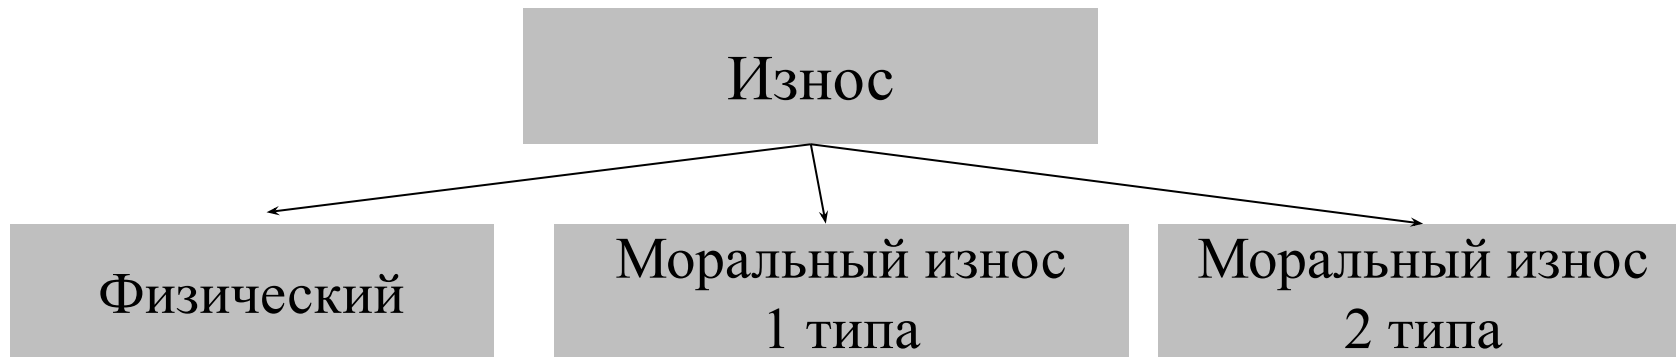 Износ
Физический
Моральный износ
1 типа
Моральный износ
2 типа